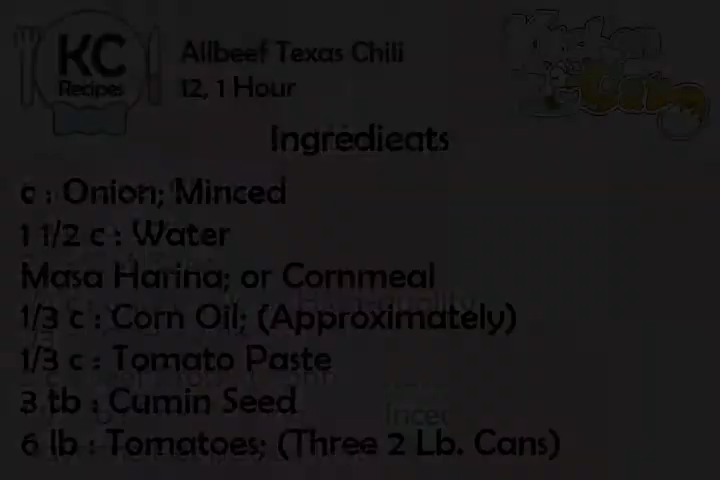 KC
Recipes
Allbeef Texas Chili
12, 1 Hour
Ingredieats
c : Onion; Minced
1 1/2 c : Water
Masa Harina; or Cornmeal
1/3 c : Corn Oil; (Approximately)
1/3 c : Tomato Paste
3 tb : Cumin Seed
6 lb : Tomatoes; (Three 2 Lb. Cans)